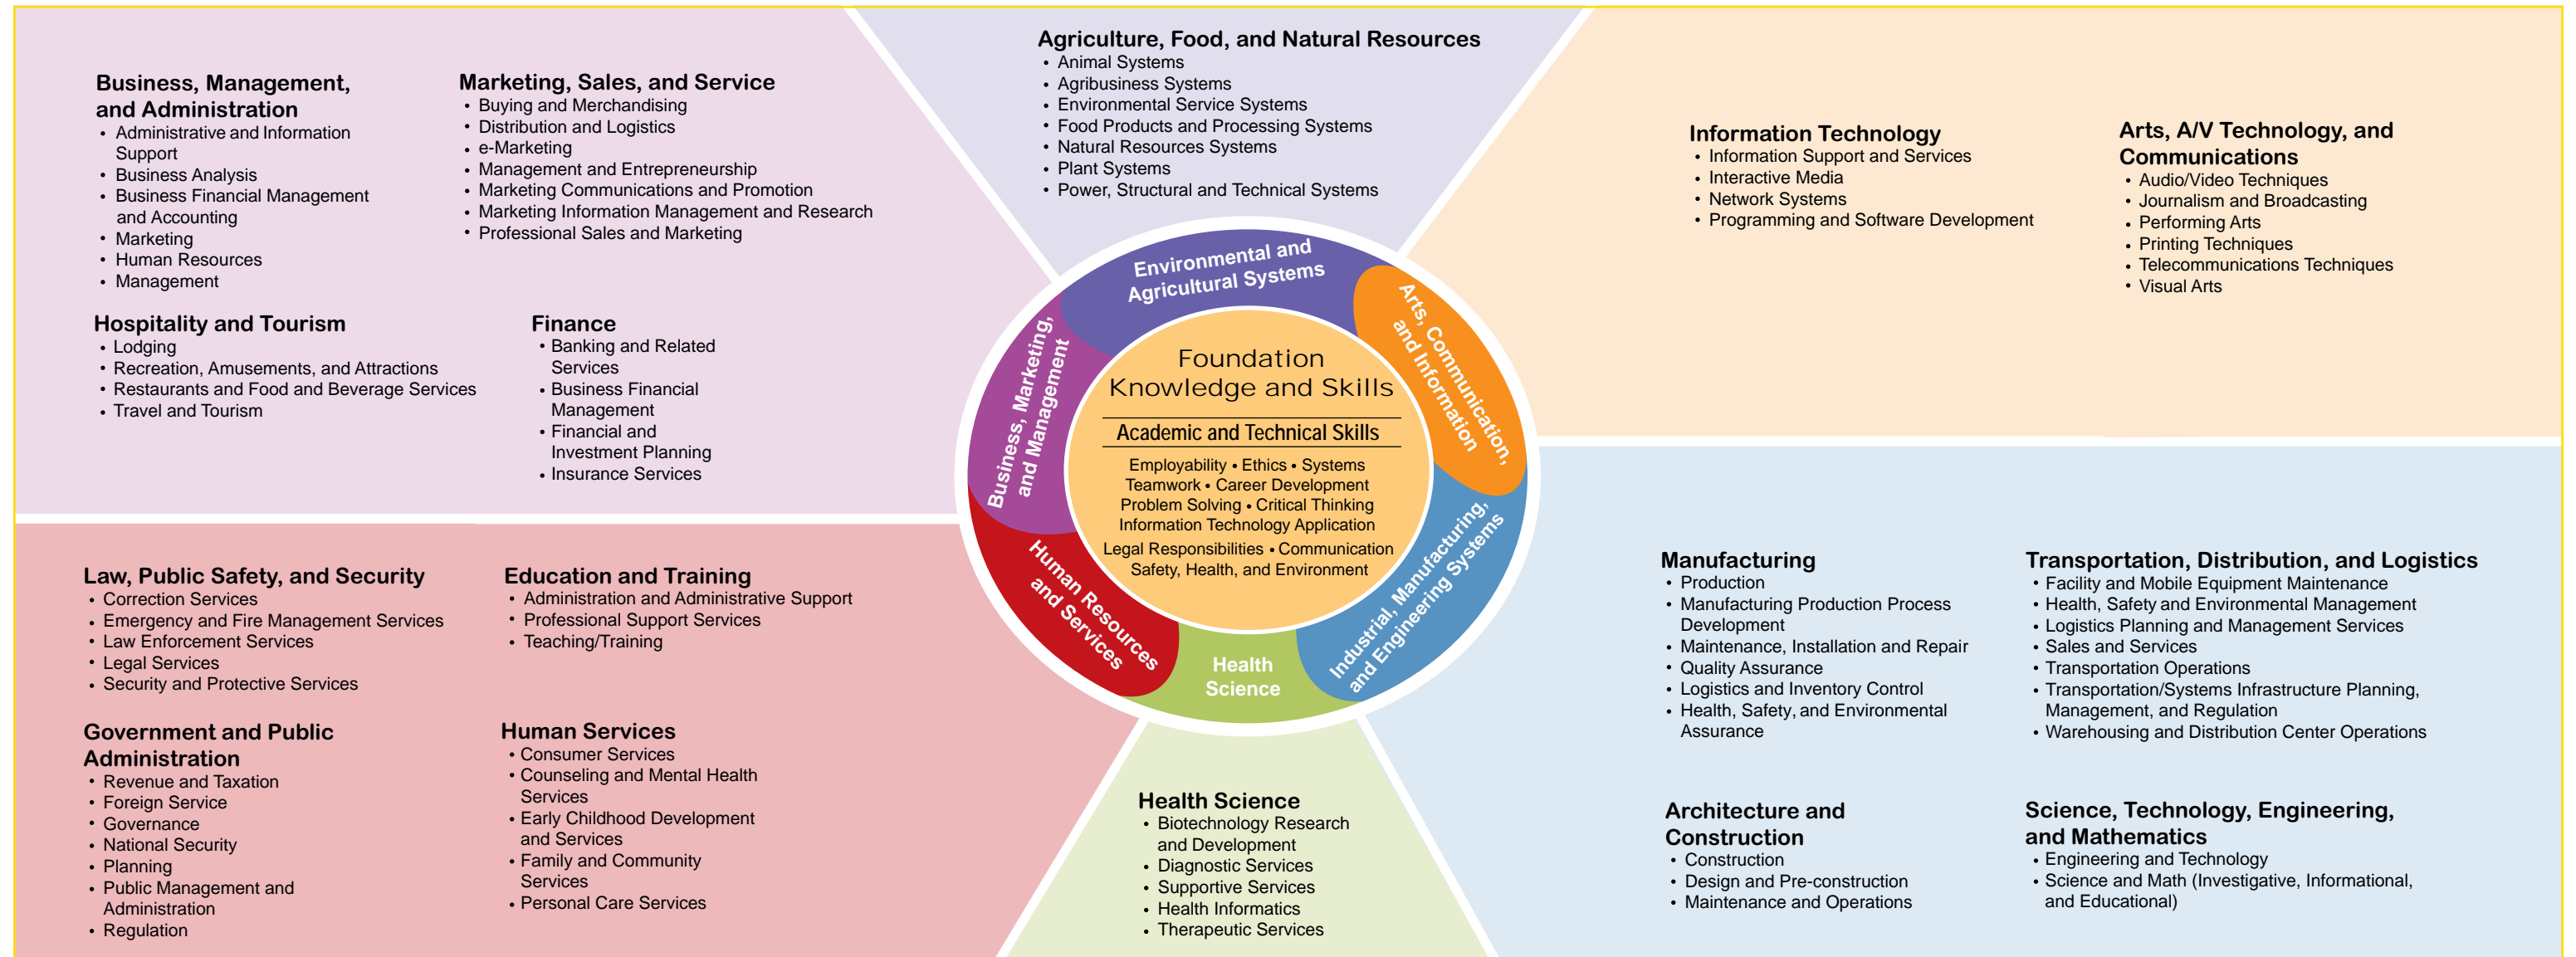 Business, Management,
and Administration
• Administrative and Information
Support
• Business Analysis
• Business Financial Management
and Accounting
• Marketing
• Human Resources
• Management
Marketing, Sales, and Service
• Buying and Merchandising
• Distribution and Logistics
• e-Marketing
• Management and Entrepreneurship
• Marketing Communications and Promotion
• Marketing Information Management and Research
• Professional Sales and Marketing
Hospitality and Tourism
• Lodging
• Recreation, Amusements, and Attractions
• Restaurants and Food and Beverage Services
• Travel and Tourism
Finance
• Banking and Related
Services
• Business Financial
Management
• Financial and
Investment Planning
• Insurance Services
Agriculture, Food, and Natural Resources
• Animal Systems
• Agribusiness Systems
• Environmental Service Systems
• Food Products and Processing Systems
• Natural Resources Systems
• Plant Systems
• Power, Structural and Technical Systems
Information Technology
• Information Support and Services
• Interactive Media
• Network Systems
• Programming and Software Development
Arts, A/V Technology, and
Communications
• Audio/Video Techniques
• Journalism and Broadcasting
• Performing Arts
• Printing Techniques
• Telecommunications Techniques
• Visual Arts
Environmental and
Agricultural Systems
Arts, Communication,
and Information
Business, Marketing,
and Management
Foundation
Knowledge and Skills
Academic and Technical Skills
Employability • Ethics • Systems
Teamwork • Career Development
Problem Solving • Critical Thinking
Information Technology Application
Legal Responsibilities • Communication
Safety, Health, and Environment
Human Resources
and Services
Health
Science
Industrial, Manufacturing,
and Engineering Systems
Law, Public Safety, and Security
• Correction Services
• Emergency and Fire Management Services
• Law Enforcement Services
• Legal Services
• Security and Protective Services
Education and Training
• Administration and Administrative Support
• Professional Support Services
• Teaching/Training
Government and Public
Administration
• Revenue and Taxation
• Foreign Service
• Governance
• National Security
• Planning
• Public Management and
Administration
• Regulation
Human Services
• Consumer Services
• Counseling and Mental Health
Services
• Early Childhood Development
and Services
• Family and Community
Services
• Personal Care Services
Health Science
• Biotechnology Research
and Development
• Diagnostic Services
• Supportive Services
• Health Informatics
• Therapeutic Services
Manufacturing
• Production
• Manufacturing Production Process
Development
• Maintenance, Installation and Repair
• Quality Assurance
• Logistics and Inventory Control
• Health, Safety, and Environmental
Assurance
Transportation, Distribution, and Logistics
• Facility and Mobile Equipment Maintenance
• Health, Safety and Environmental Management
• Logistics Planning and Management Services
• Sales and Services
• Transportation Operations
• Transportation/Systems Infrastructure Planning,
Management, and Regulation
• Warehousing and Distribution Center Operations
Architecture and
Construction
• Construction
• Design and Pre-construction
• Maintenance and Operations
Science, Technology, Engineering,
and Mathematics
• Engineering and Technology
• Science and Math (Investigative, Informational,
and Educational)